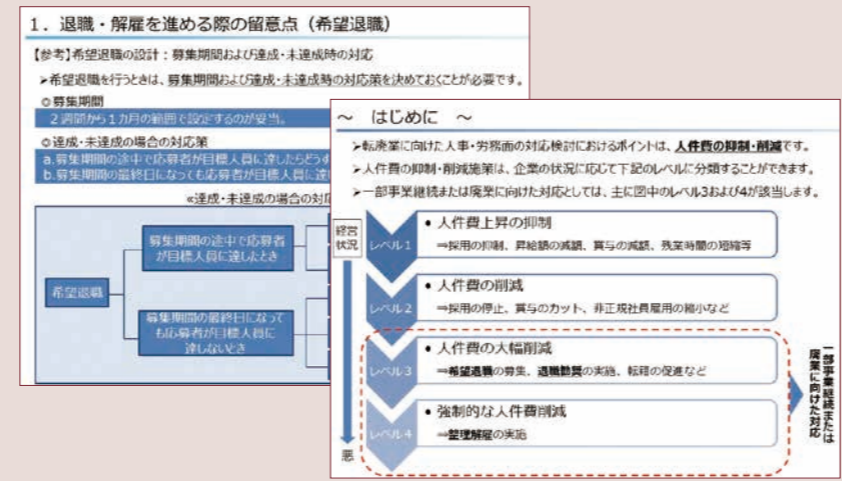 1．退職・解雇を進める際の留意点（希望退職）
【参考】希望退職の設計：募集期間および達成・未達成時の対応
➢希望退職を行うときは、募集期間および達成・未達成時の対応策を決めておくことが必要です。
◎募集期間
２週間から１カ月の範囲で設定するのが妥当。
◎達成・未達成の場合の対応策
a.募集期間の途中で応募者が目標人員に達したらどうす
b.募集期間の最終日になっても応募者が目標人員に達し
≪達成・未達成の場合の対応
希望退職
募集期間の途中で応募者
が目標人員に達したとき
募集期間の最終日になって
も応募者が目標人員に
達しないとき
～ はじめに ～
➢転廃業に向けた人事・労務面の対応検討におけるポイントは、人件費の抑制・削減です。
➢人件費の抑制・削減施策は、企業の状況に応じて下記のレベルに分類することができます。
➢一部事業継続または廃業に向けた対応としては、主に図中のレベル3および4が該当します。
経営
状況
悪
レベル1
• 人件費上昇の抑制
⇒採用の抑制、昇給額の減額、賞与の減額、残業時間の短縮等
レベル2
• 人件費の削減
⇒採用の停止、賞与のカット、非正規社員雇用の縮小など
レベル3
• 人件費の大幅削減
⇒希望退職の募集、退職勧奨の実施、転籍の促進など
レベル4
• 強制的な人件費削減
⇒整理解雇の実施
一部事業継続または
廃業に向けた対応